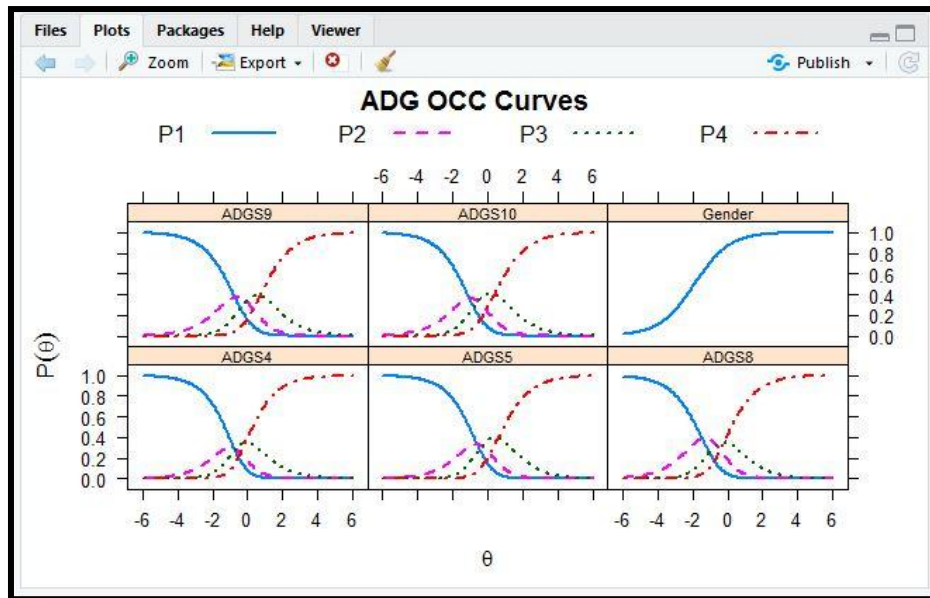 Files Plots Packages Help Viewer
Zoom Export Publish
ADG OCC Curves
P1 P2 P3 P4
-6 -4 -2 0 2 4 6
ADGS9 ADGS10 Gender
1.0
0.8
0.6
0.4
0.2
0.0
P(θ)
ADGS4 ADGS5 ADGS8
1.0
0.8
0.6
0.4
0.2
0.0
-6 -4 -2 0 2 4 6 -6 -4 -2 0 2 4 6
θ